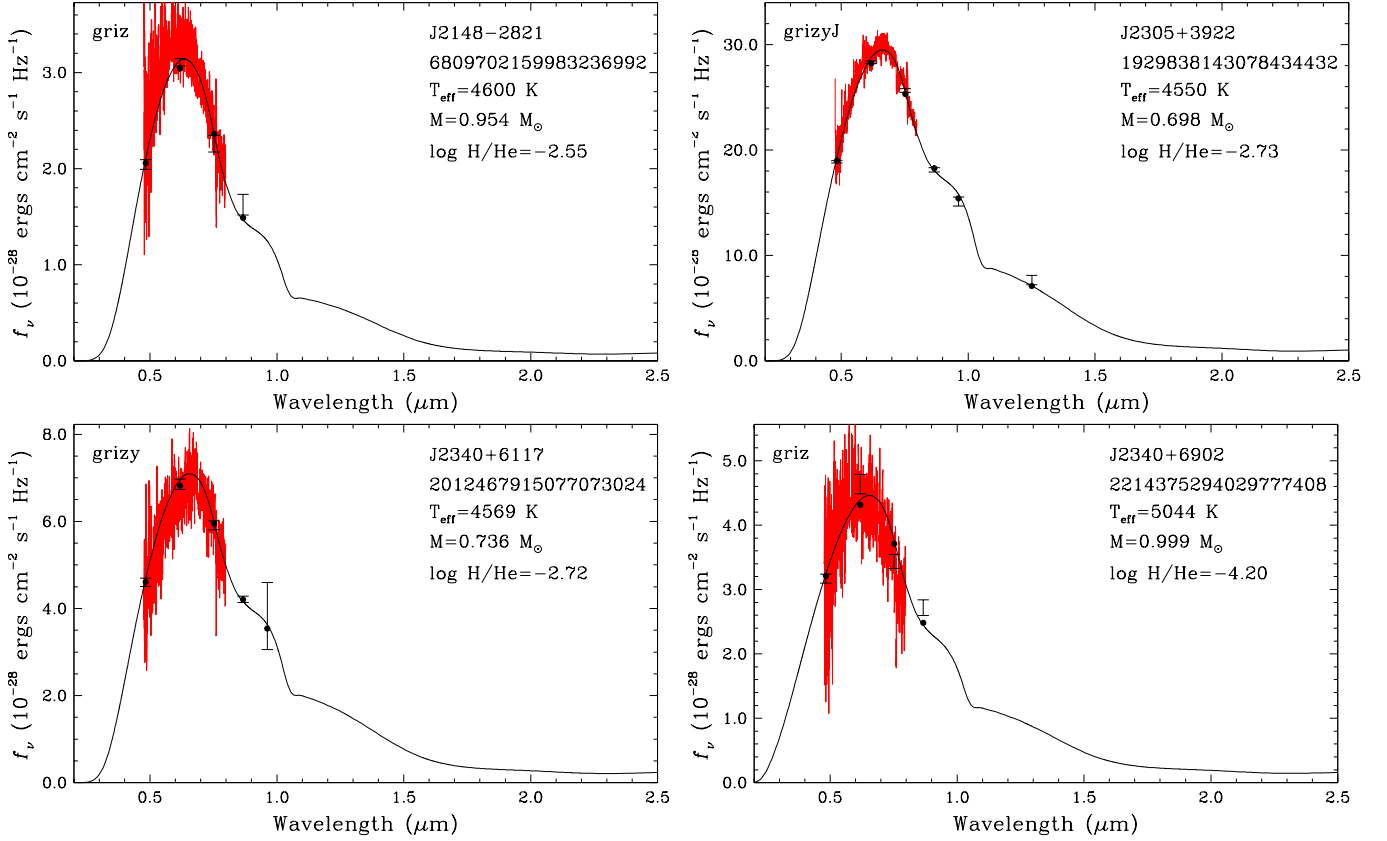 griz
J2148−2821
6809702159983236992
Teff=4600 K
M=0.954 M⊙
log H/He=−2.55
fν (10−28 ergs cm−2 s−1 Hz−1)
3.0
2.0
1.0
0.0
0.5 1.0 1.5 2.0 2.5
Wavelength (μm)
grizyJ
J2305+3922
1929838143078434432
Teff=4550 K
M=0.698 M⊙
log H/He=−2.73
fν (10−28 ergs cm−2 s−1 Hz−1)
30.0
20.0
10.0
0.0
0.5 1.0 1.5 2.0 2.5
Wavelength (μm)
grizy
J2340+6117
2012467915077073024
Teff=4569 K
M=0.736 M⊙
log H/He=−2.72
fν (10−28 ergs cm−2 s−1 Hz−1)
8.0
6.0
4.0
2.0
0.0
0.5 1.0 1.5 2.0 2.5
Wavelength (μm)
griz
J2340+6902
2214375294029777408
Teff=5044 K
M=0.999 M⊙
log H/He=−4.20
fν (10−28 ergs cm−2 s−1 Hz−1)
5.0
4.0
3.0
2.0
1.0
0.0
0.5 1.0 1.5 2.0 2.5
Wavelength (μm)